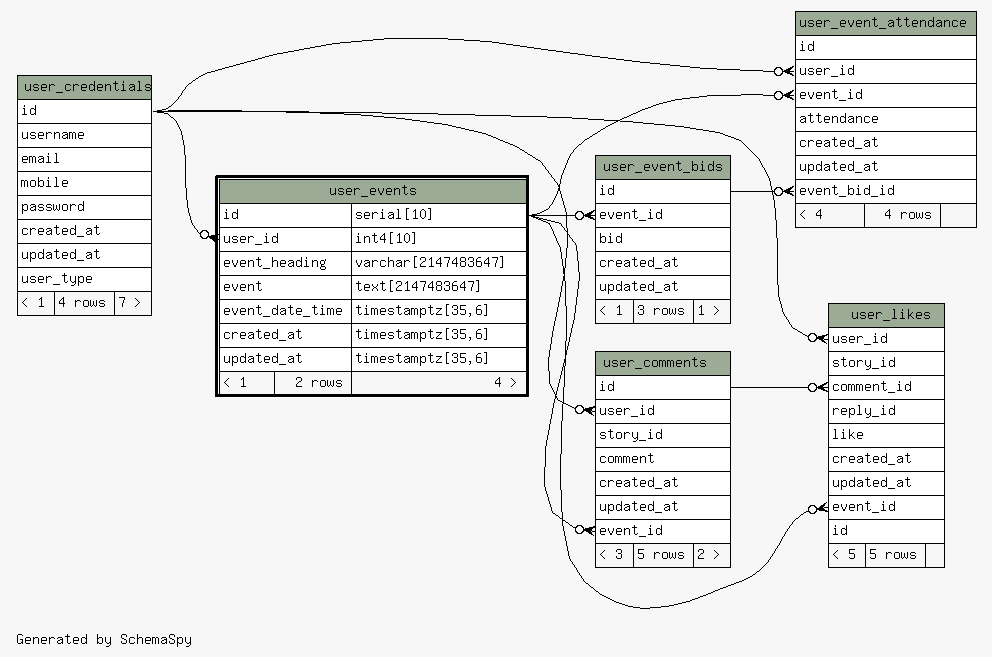 user_credentials
id
username
email
mobile
password
created_at
updated_at
user_type
< 1 4 rows 7 >
user_events
id serial[10]
user_id int4[10]
event_heading varchar[2147483647]
event text[2147483647]
event_date_time timestamptz[35,6]
created_at timestamptz[35,6]
updated_at timestamptz[35,6]
< 1 2 rows 4 >
user_event_bids
id
event_id
bid
created_at
updated_at
< 1 3 rows 1 >
user_comments
id
user_id
story_id
comment
created_at
updated_at
event_id
< 3 5 rows 2 >
user_event_attendance
id
user_id
event_id
attendance
created_at
updated_at
event_bid_id
< 4 4 rows
user_likes
user_id
story_id
comment_id
reply_id
like
created_at
updated_at
event_id
id
< 5 5 rows
Generated by SchemaSpy